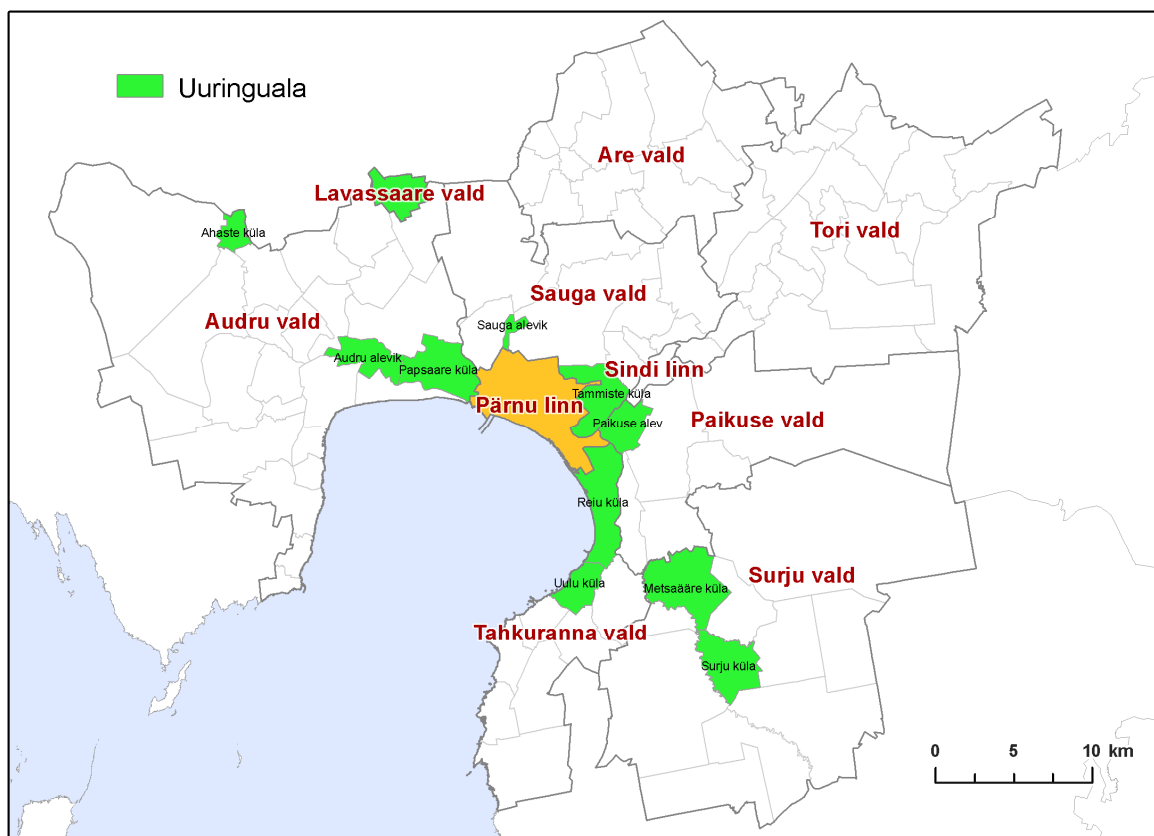 Uuringuala
Are vald
Lavassaare vald
Ahaste küla
Tori vald
Sauga vald
Audru vald
Sauga alevik
Audru alevik
Papsaare küla
Sindi linn
Tammiste küla
Pärnu linn
Paikuse alev
Paikuse vald
Reiu küla
Uulu küla
Metsaääre küla
Surju vald
Tahkuranna vald
Surju küla
0 5 10 km